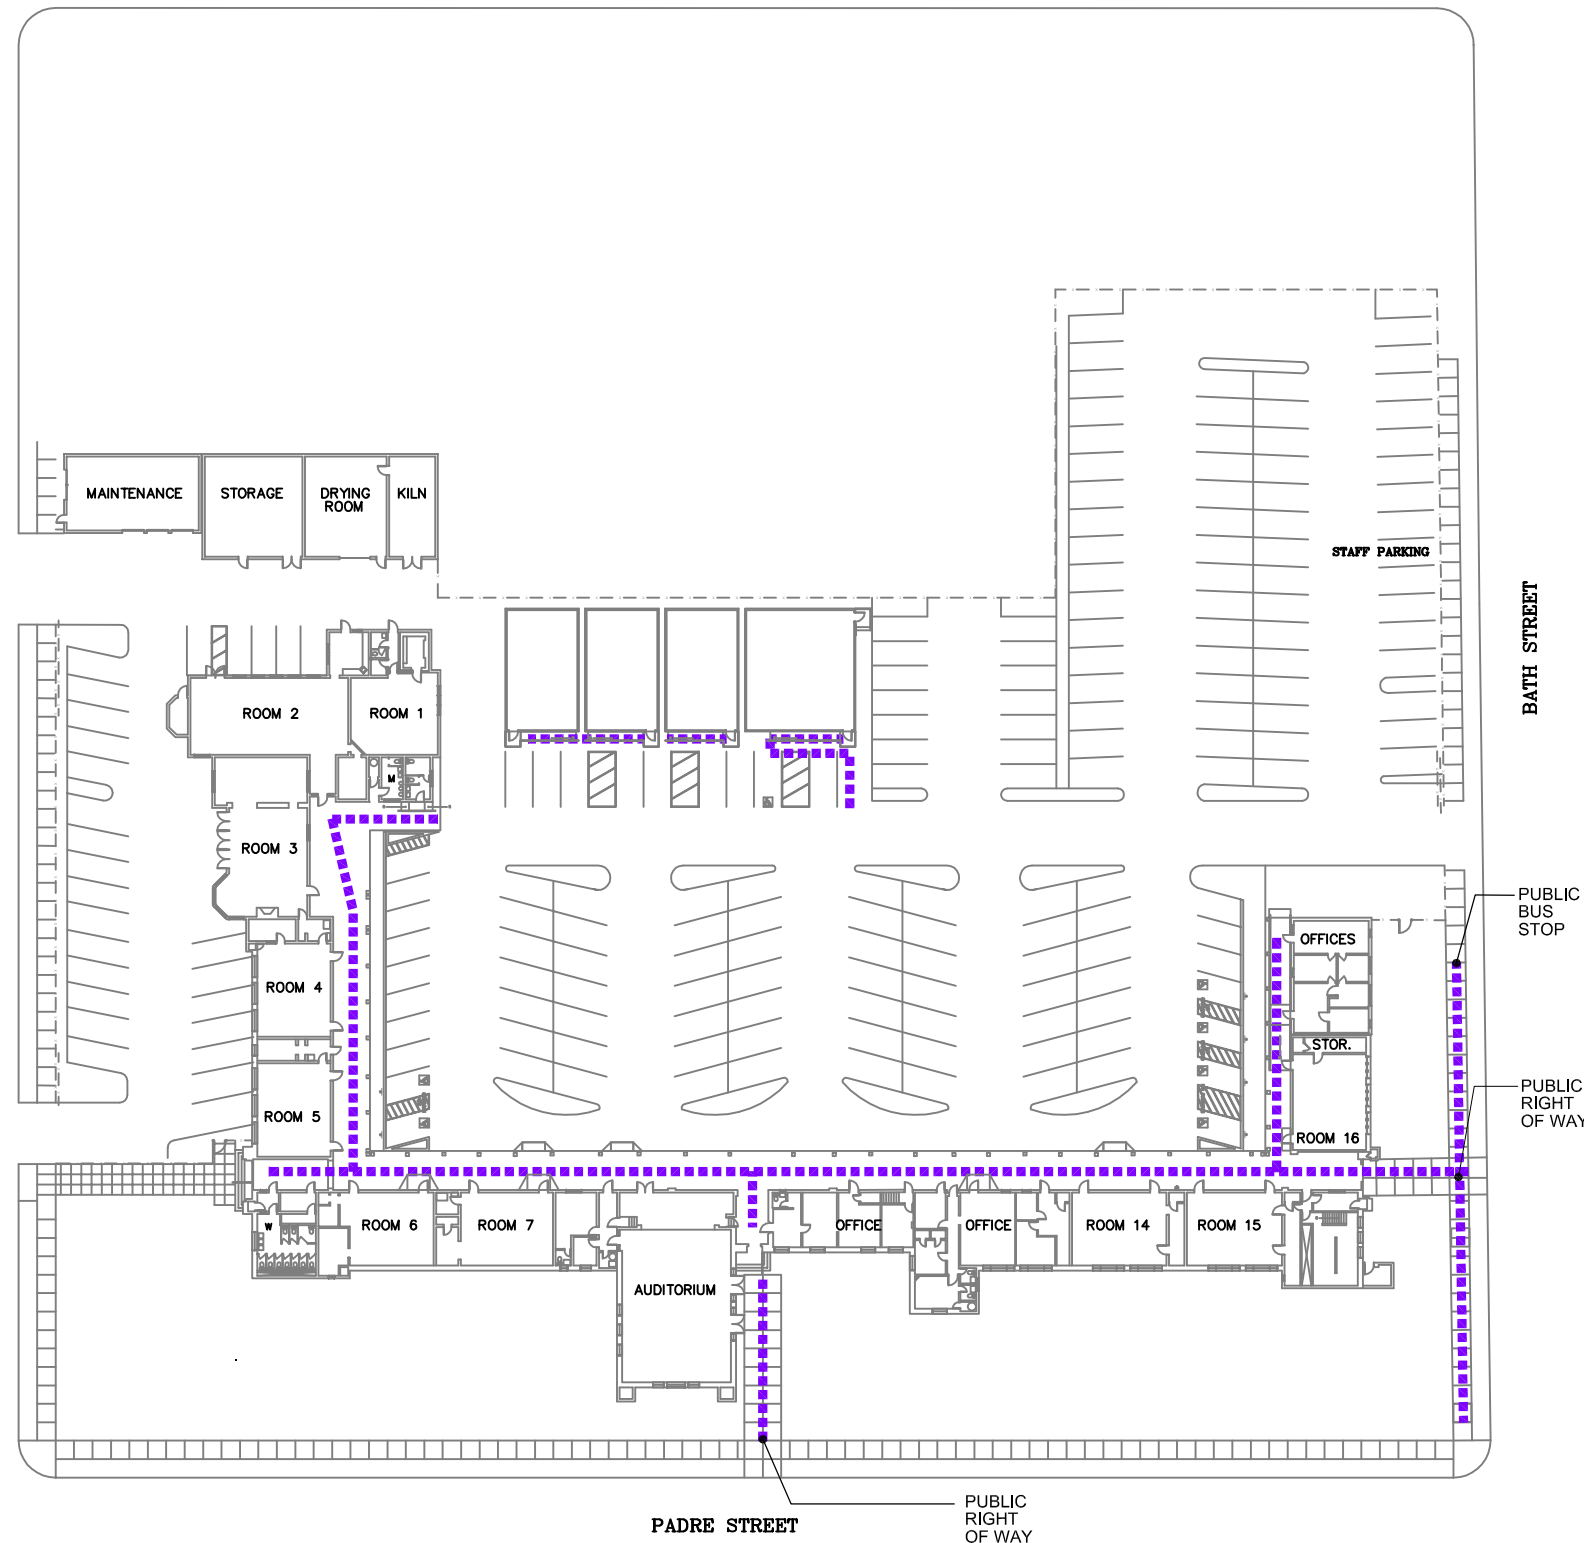 MAINTENANCE
STORAGE
DRYING
ROOM
KILN
STAFF PARKING
BATH STREET
ROOM 2
ROOM 1
M
ROOM 3
PUBLIC
BUS
STOP
OFFICES
ROOM 4
STOR.
PUBLIC
RIGHT
OF WAY
ROOM 5
ROOM 16
W
ROOM 6
ROOM 7
OFFICE
OFFICE
ROOM 14
ROOM 15
AUDITORIUM
PUBLIC
RIGHT
OF WAY
PADRE STREET